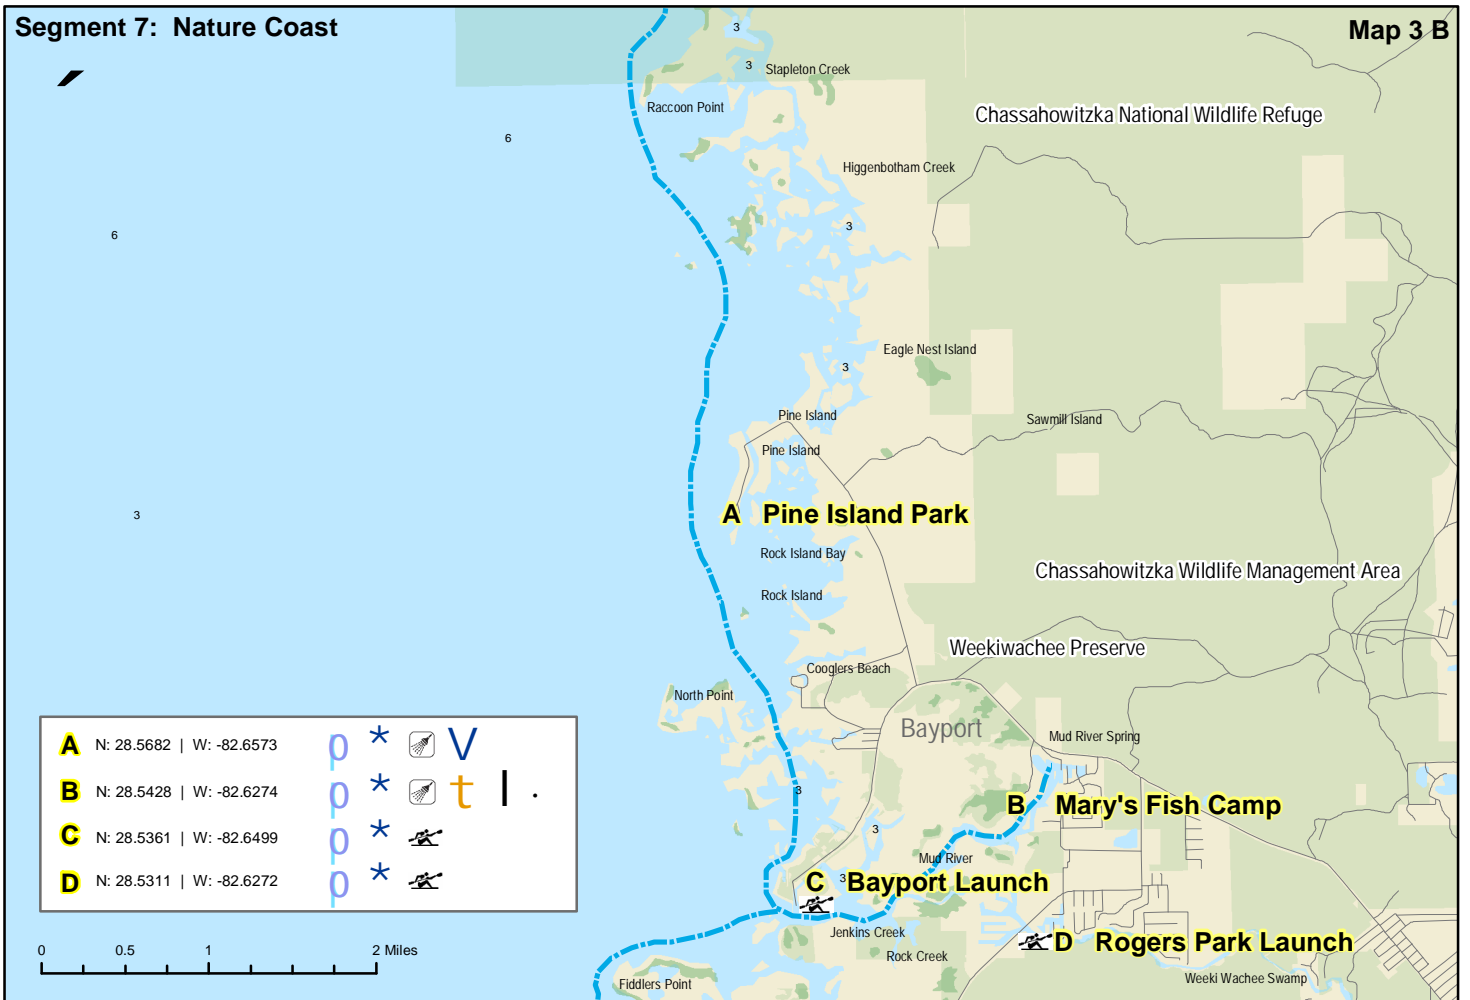 Segment 7: Nature Coast
Map 3 B
3
3
Stapleton Creek
Raccoon Point
Chassahowitzka National Wildlife Refuge
6
Higgenbotham Creek
3
6
Eagle Nest Island
3
Pine Island
Sawmill Island
Pine Island
A Pine Island Park
3
Rock Island Bay
Chassahowitzka Wildlife Management Area
Rock Island
Weekiwachee Preserve
Cooglers Beach
North Point
Bayport
Mud River Spring
A N: 28.5682 | W: -82.6573 p * V
B N: 28.5428 | W: -82.6274 p * t l .
C N: 28.5361 | W: -82.6499 p *
D N: 28.5311 | W: -82.6272 p *
3
B Mary's Fish Camp
3
Mud River
3
C Bayport Launch
Jenkins Creek
D Rogers Park Launch
Rock Creek
0 0.5 1 2 Miles
Weeki Wachee Swamp
Fiddlers Point